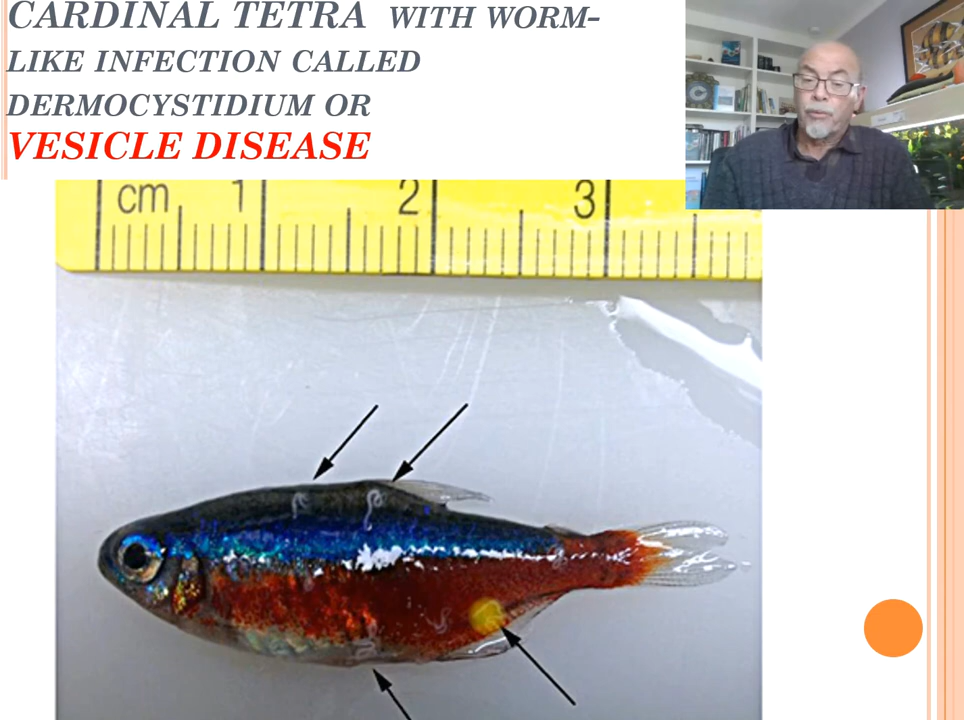 CARDINAL TETRA WITH WORM-
LIKE INFECTION CALLED
DERMOCYSTIDIUM OR
VESICLE DISEASE
cm 1 2 3